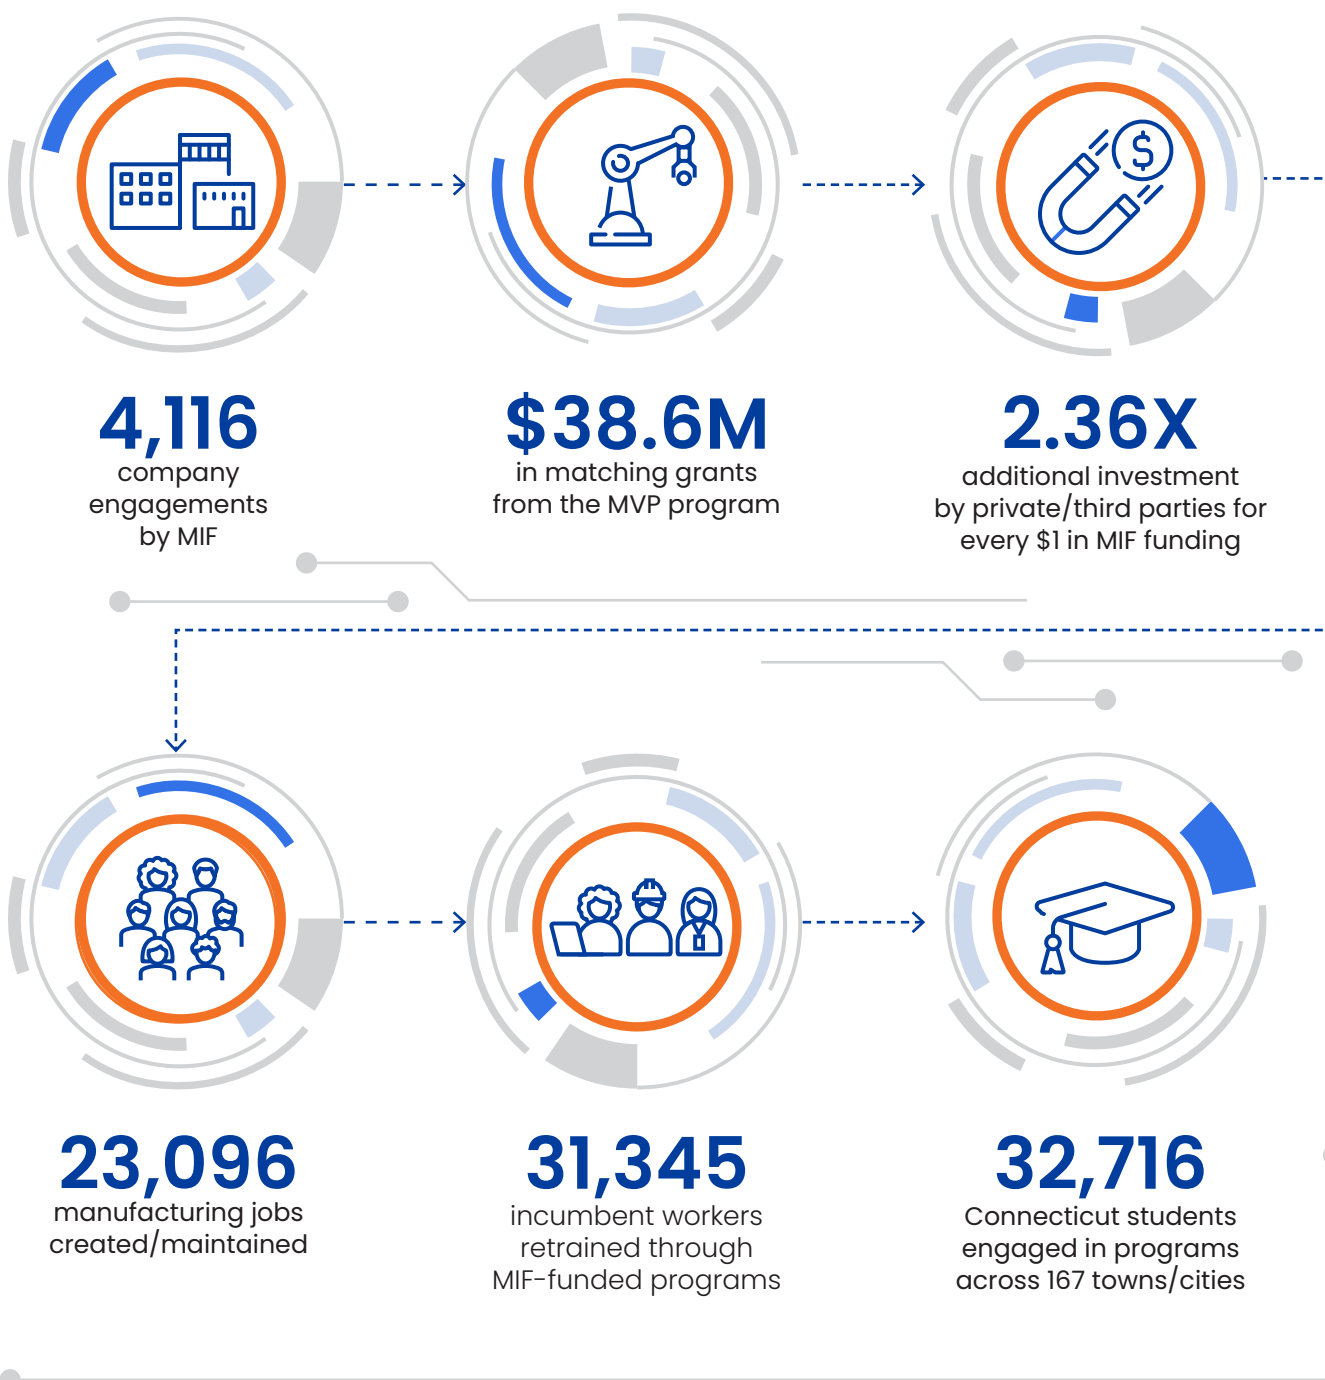 $
4,116
company
engagements
by MIF
$38.6M
in matching grants
from the MVP program
2.36X
additional investment
by private/third parties for
every $1 in MIF funding
23,096
manufacturing jobs
created/maintained
31,345
incumbent workers
retrained through
MIF-funded programs
32,716
Connecticut students
engaged in programs
across 167 towns/cities